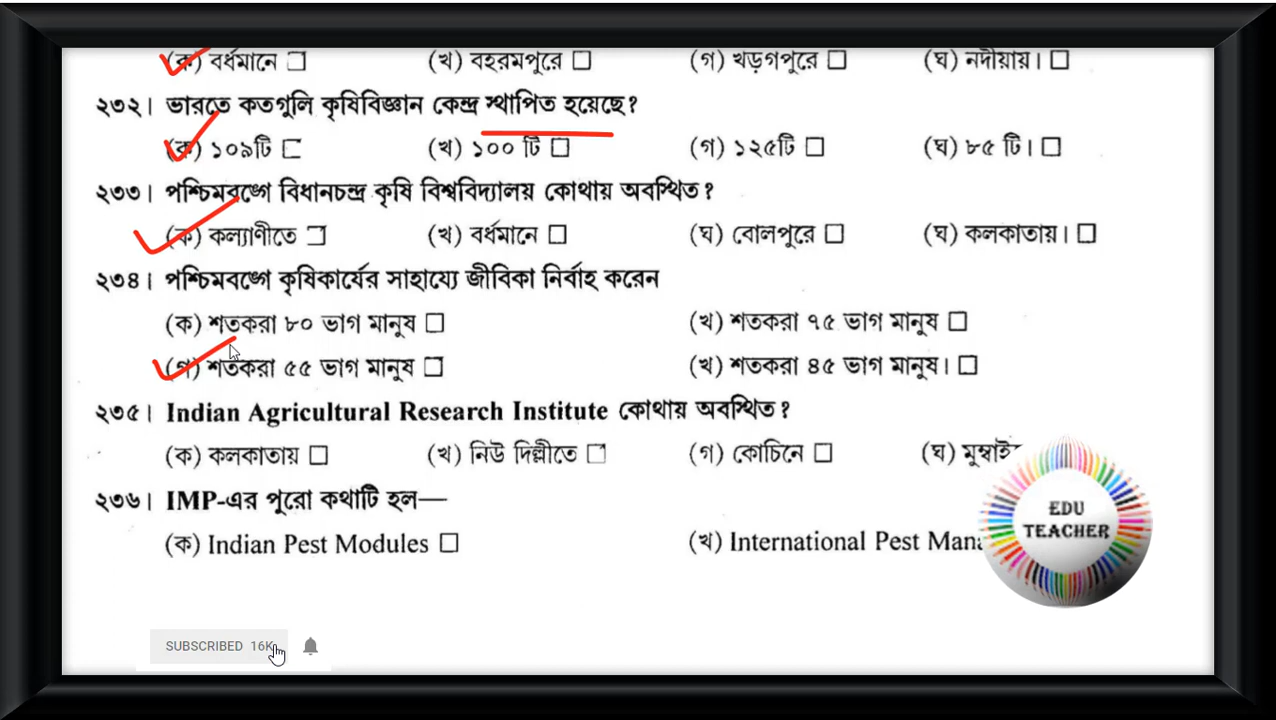 (ক) বর্ধমানে □ (খ) বহরমপুরে □ (গ) খড়গপুরে □ (ঘ) নদীয়ায়। □
২৩২। ভারতে কতগুলি কৃষিবিজ্ঞান কেন্দ্র স্থাপিত হয়েছে?
(ক) ১০৯টি □ (খ) ১০০ টি □ (গ) ১২৫টি □ (ঘ) ৮৫ টি। □
২৩৩। পশ্চিমবঙ্গে বিধানচন্দ্র কৃষি বিশ্ববিদ্যালয় কোথায় অবস্থিত?
(ক) কল্যাণীতে □ (খ) বর্ধমানে □ (ঘ) বোলপুরে □ (ঘ) কলকাতায়। □
২৩৪। পশ্চিমবঙ্গে কৃষিকার্যের সাহায্যে জীবিকা নির্বাহ করেন
(ক) শতকরা ৮০ ভাগ মানুষ □ (খ) শতকরা ৭৫ ভাগ মানুষ □
(গ) শতকরা ৫৫ ভাগ মানুষ □ (খ) শতকরা ৪৫ ভাগ মানুষ। □
২৩৫। Indian Agricultural Research Institute কোথায় অবস্থিত?
(ক) কলকাতায় □ (খ) নিউ দিল্লীতে □ (গ) কোচিনে □ (ঘ)
২৩৬। IMP-এর পুরো কথাটি হল—
(ক) Indian Pest Modules □ (খ) International Pest
EDU
TEACHER
SUBSCRIBED 16K